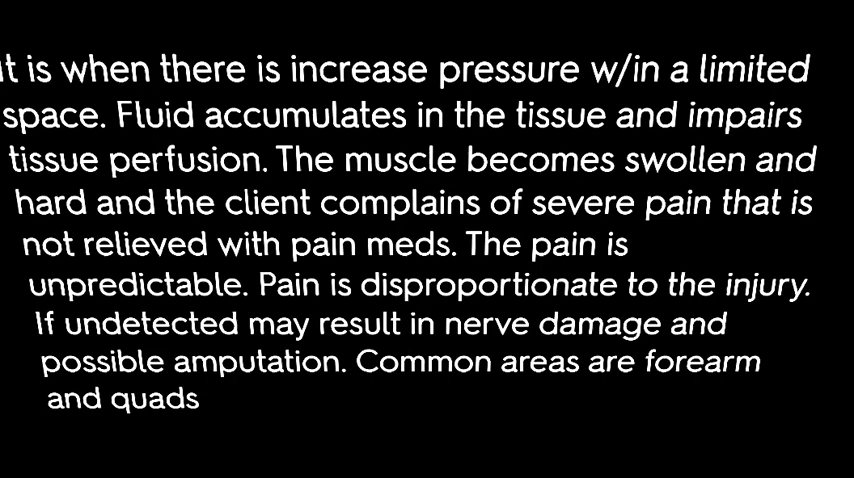 It is when there is increase pressure w/in a limited
space. Fluid accumulates in the tissue and impairs
tissue perfusion. The muscle becomes swollen and
hard and the client complains of severe pain that is
not relieved with pain meds. The pain is
unpredictable. Pain is disproportionate to the injury.
If undetected may result in nerve damage and
possible amputation. Common areas are forearm
and quads